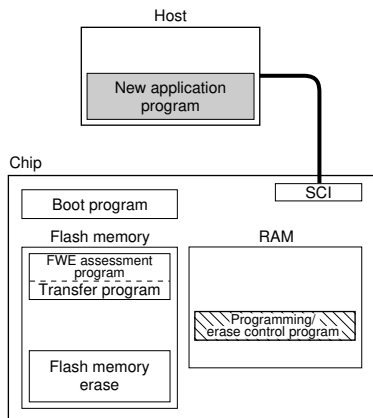 Host
New application
program
Chip
SCI
Boot program
Flash memory
RAM
FWE assessment
program
Transfer program
Programming/
erase control program
Flash memory
erase